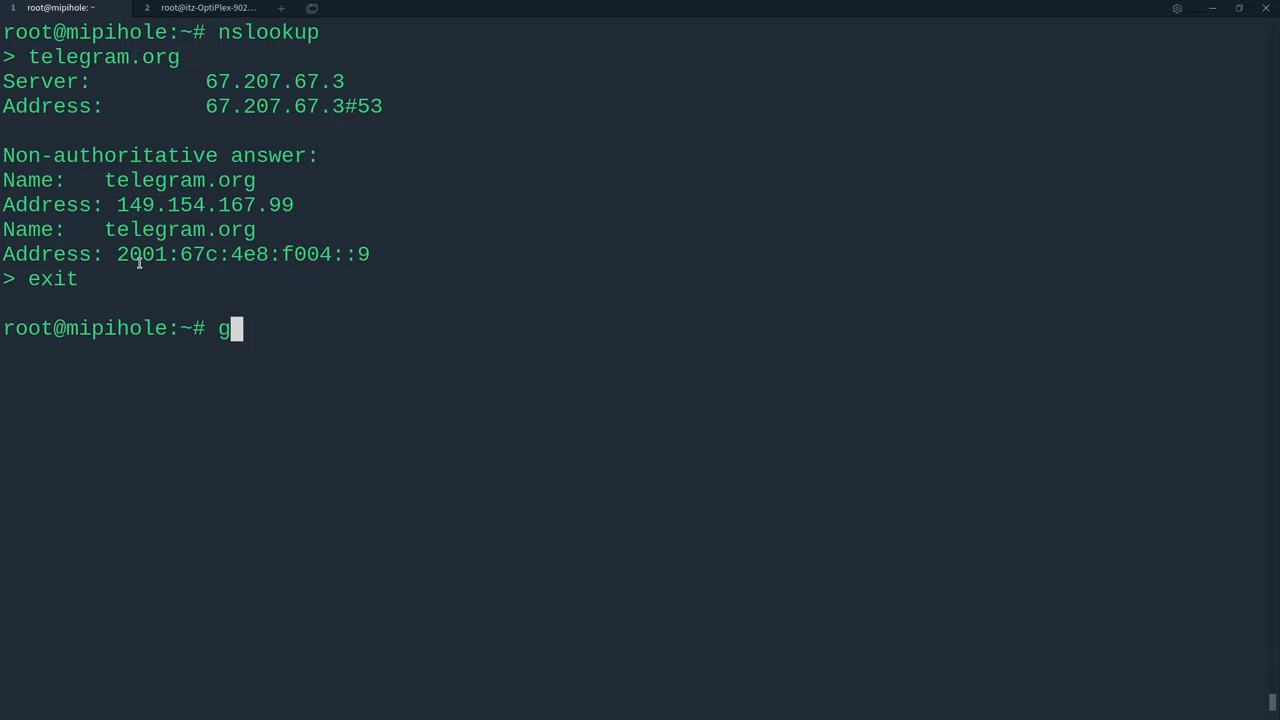 1 root@mipihole: ~ 2 root@itz-OptiPlex-902...
root@mipihole:~# nslookup
> telegram.org
Server: 67.207.67.3
Address: 67.207.67.3#53
Non-authoritative answer:
Name: telegram.org
Address: 149.154.167.99
Name: telegram.org
Address: 2001:67c:4e8:f004::9
> exit
root@mipihole:~# g